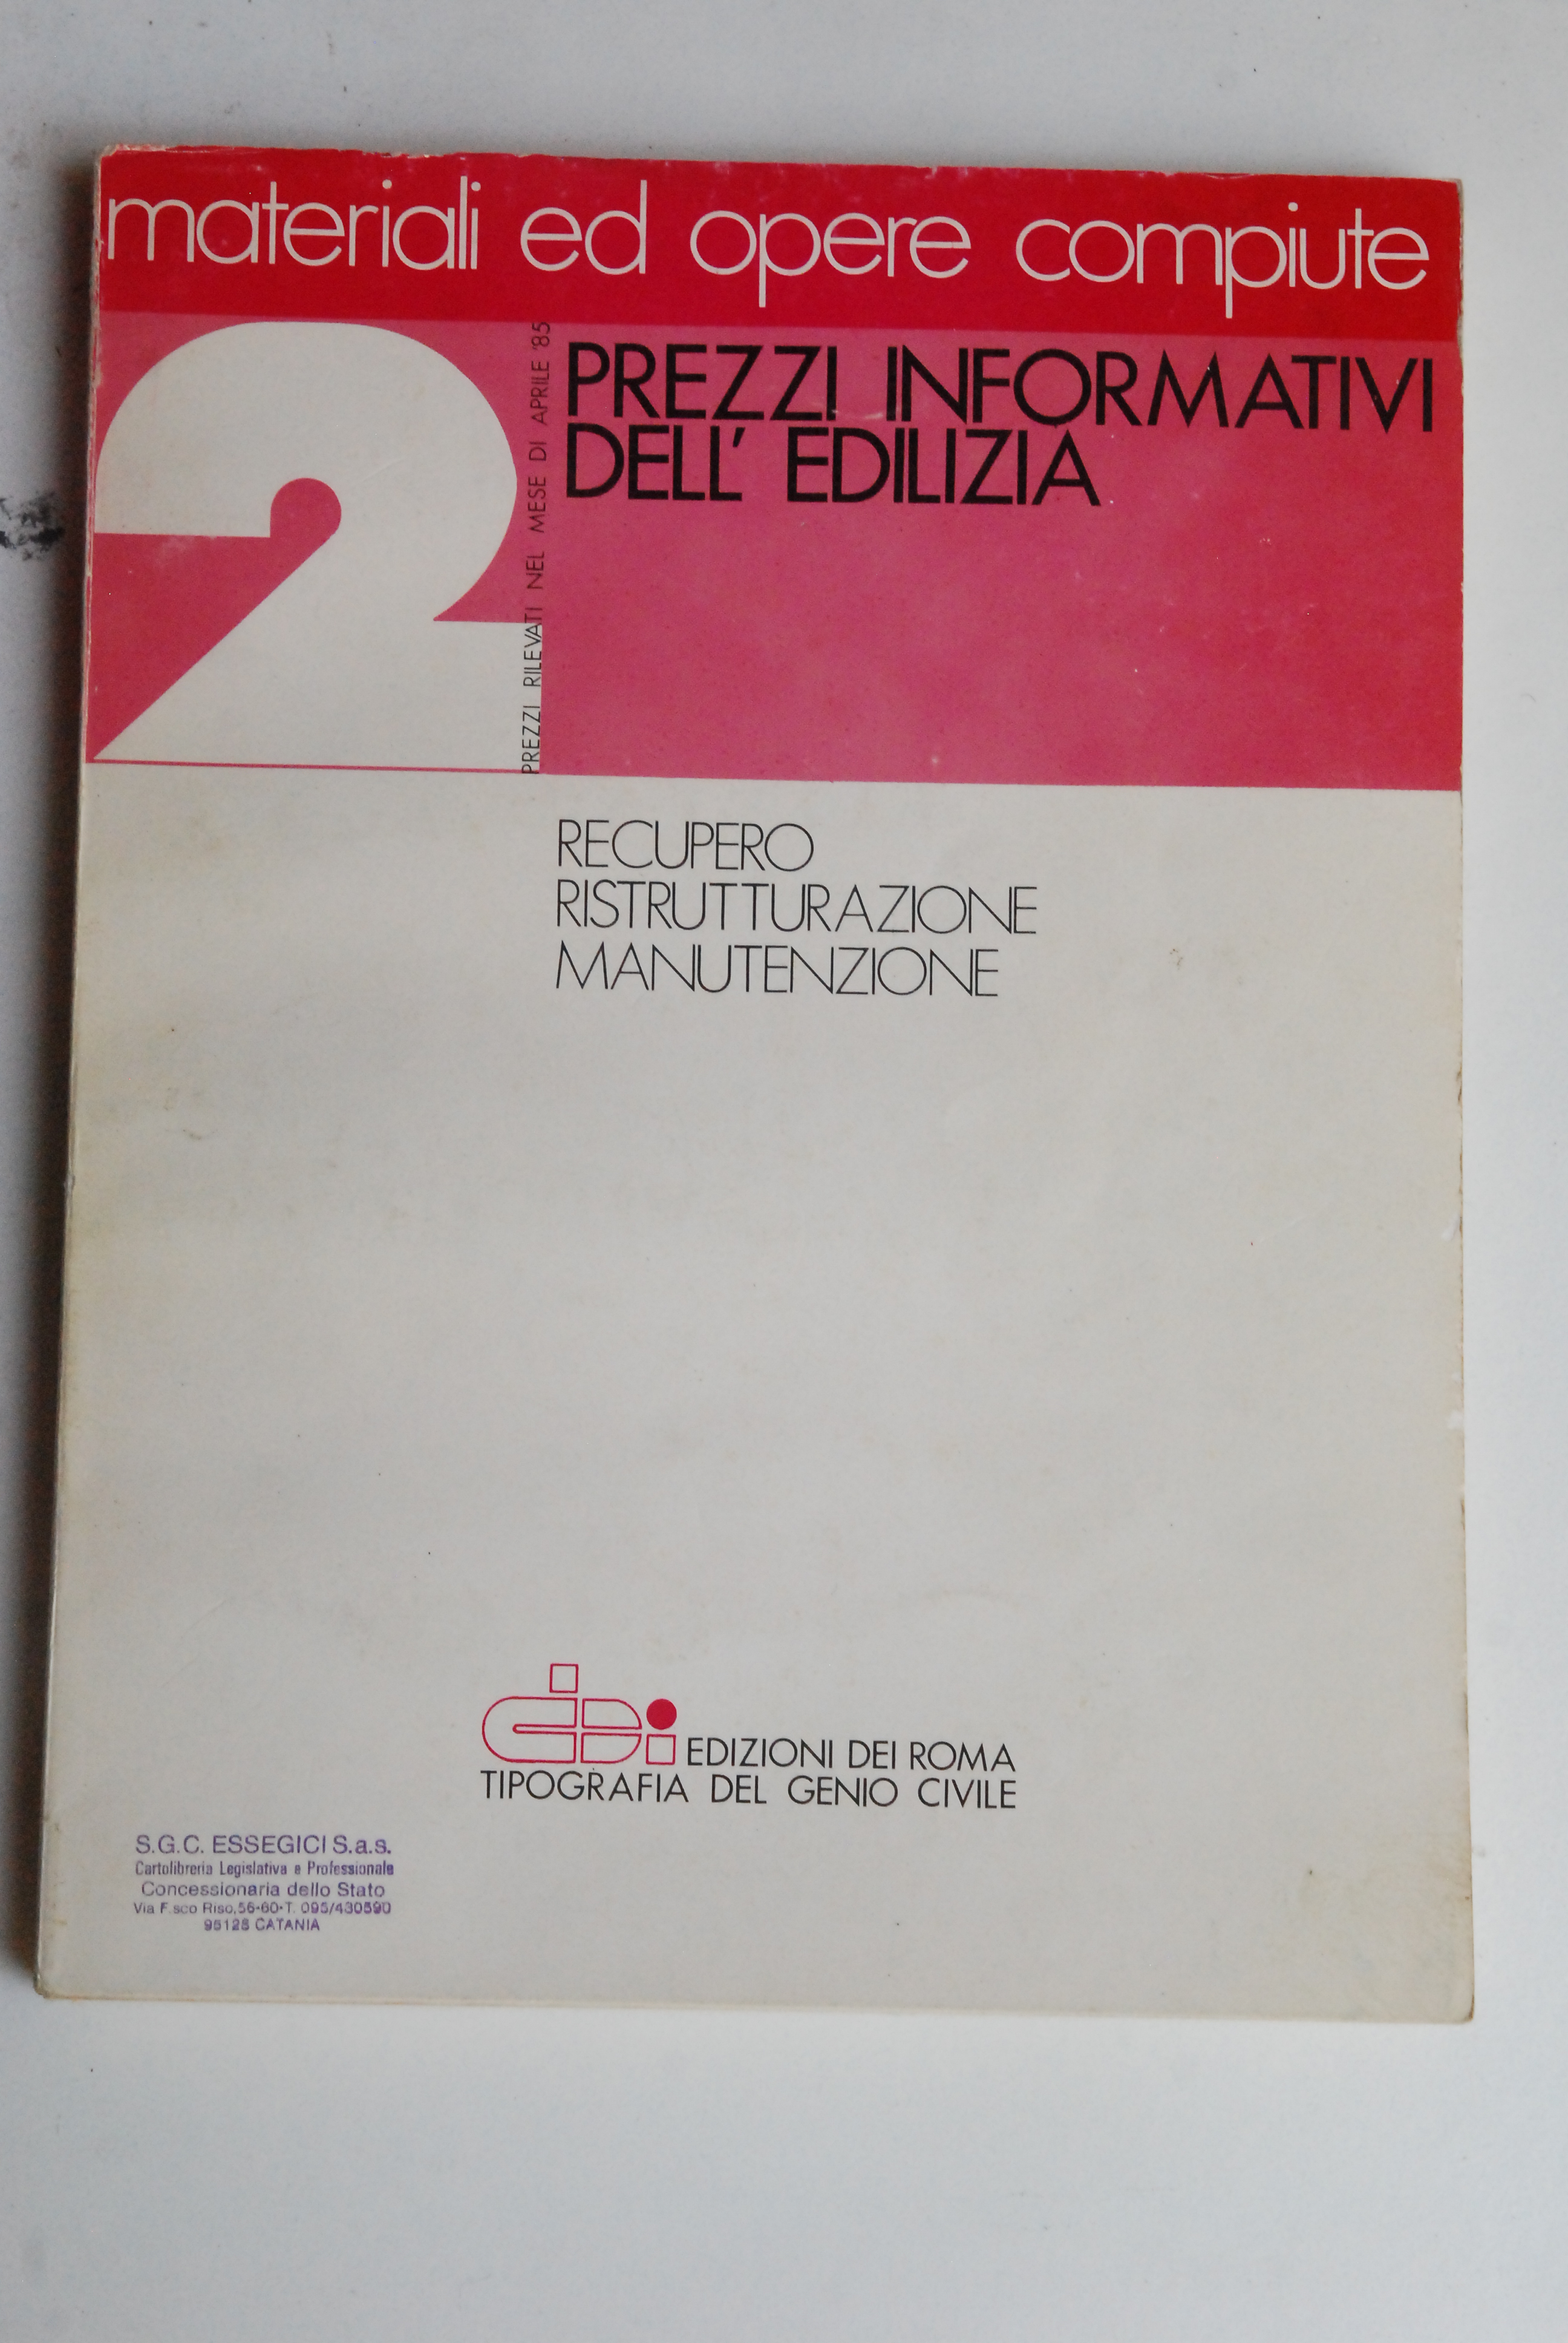 materiali ed opere compiute
2
PREZZI RILEVATI NEL MESE DI APRILE '85
PREZZI INFORMATIVI
DELL' EDILIZIA
RECUPERO
RISTRUTTURAZIONE
MANUTENZIONE
EDIZIONI DEI ROMA
TIPOGRAFIA DEL GENIO CIVILE
S.G.C. ESSEGICI S.a.s.
Cartolibreria Legislativa e Professionale
Concessionaria dello Stato
Via F.sco Riso, 56-60-T. 095/430590
95128 CATANIA